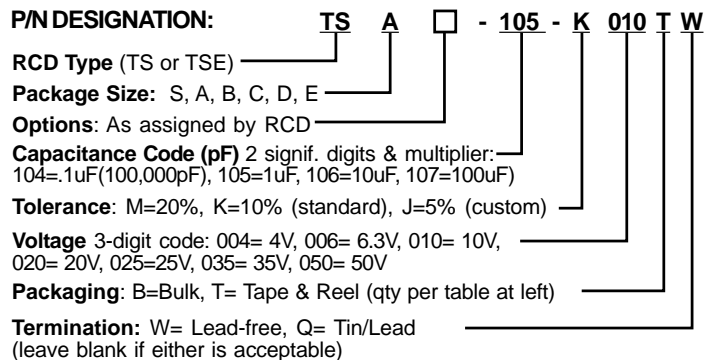 P/N DESIGNATION: TS A □ - 105 - K 010 T W
RCD Type (TS or TSE)
Package Size: S, A, B, C, D, E
Options: As assigned by RCD
Capacitance Code (pF) 2 signif. digits & multiplier:
104=.1uF(100,000pF), 105=1uF, 106=10uF, 107=100uF)
Tolerance: M=20%, K=10% (standard), J=5% (custom)
Voltage 3-digit code: 004= 4V, 006= 6.3V, 010= 10V,
020= 20V, 025=25V, 035= 35V, 050= 50V
Packaging: B=Bulk, T= Tape & Reel (qty per table at left)
Termination: W= Lead-free, Q= Tin/Lead
(leave blank if either is acceptable)